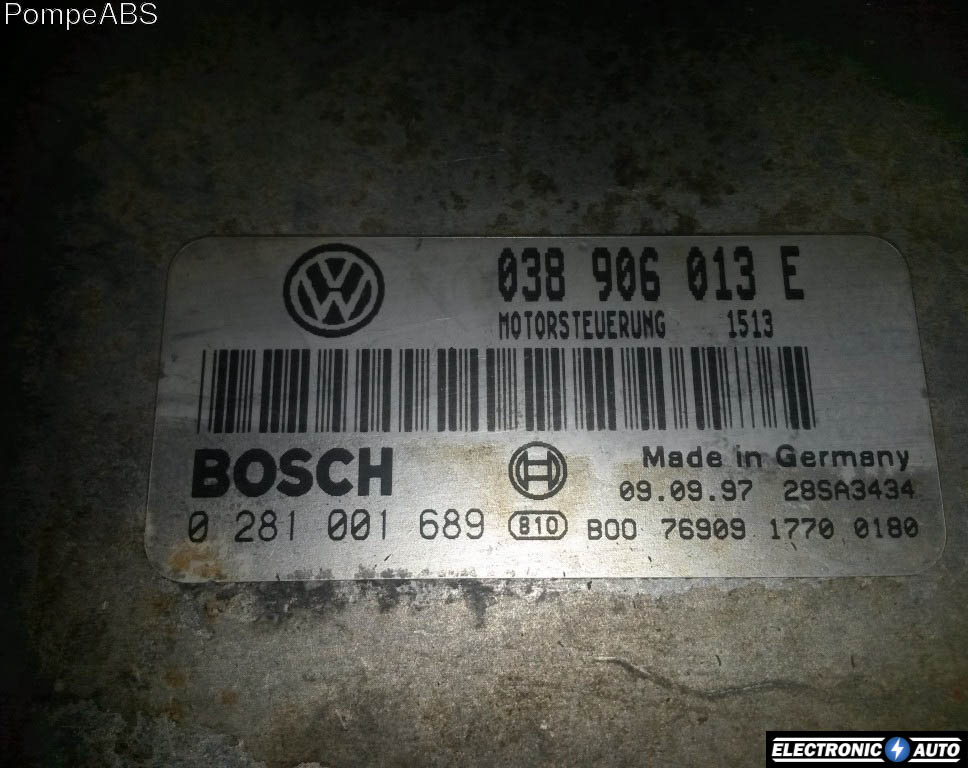 PompeABS
038 906 013 E
MOTORSTEUERUNG 1513
BOSCH
Made in Germany
09.09.97 28SA3434
0 281 001 689 B10 B00 76909 1770 0180
ELECTRONIC AUTO